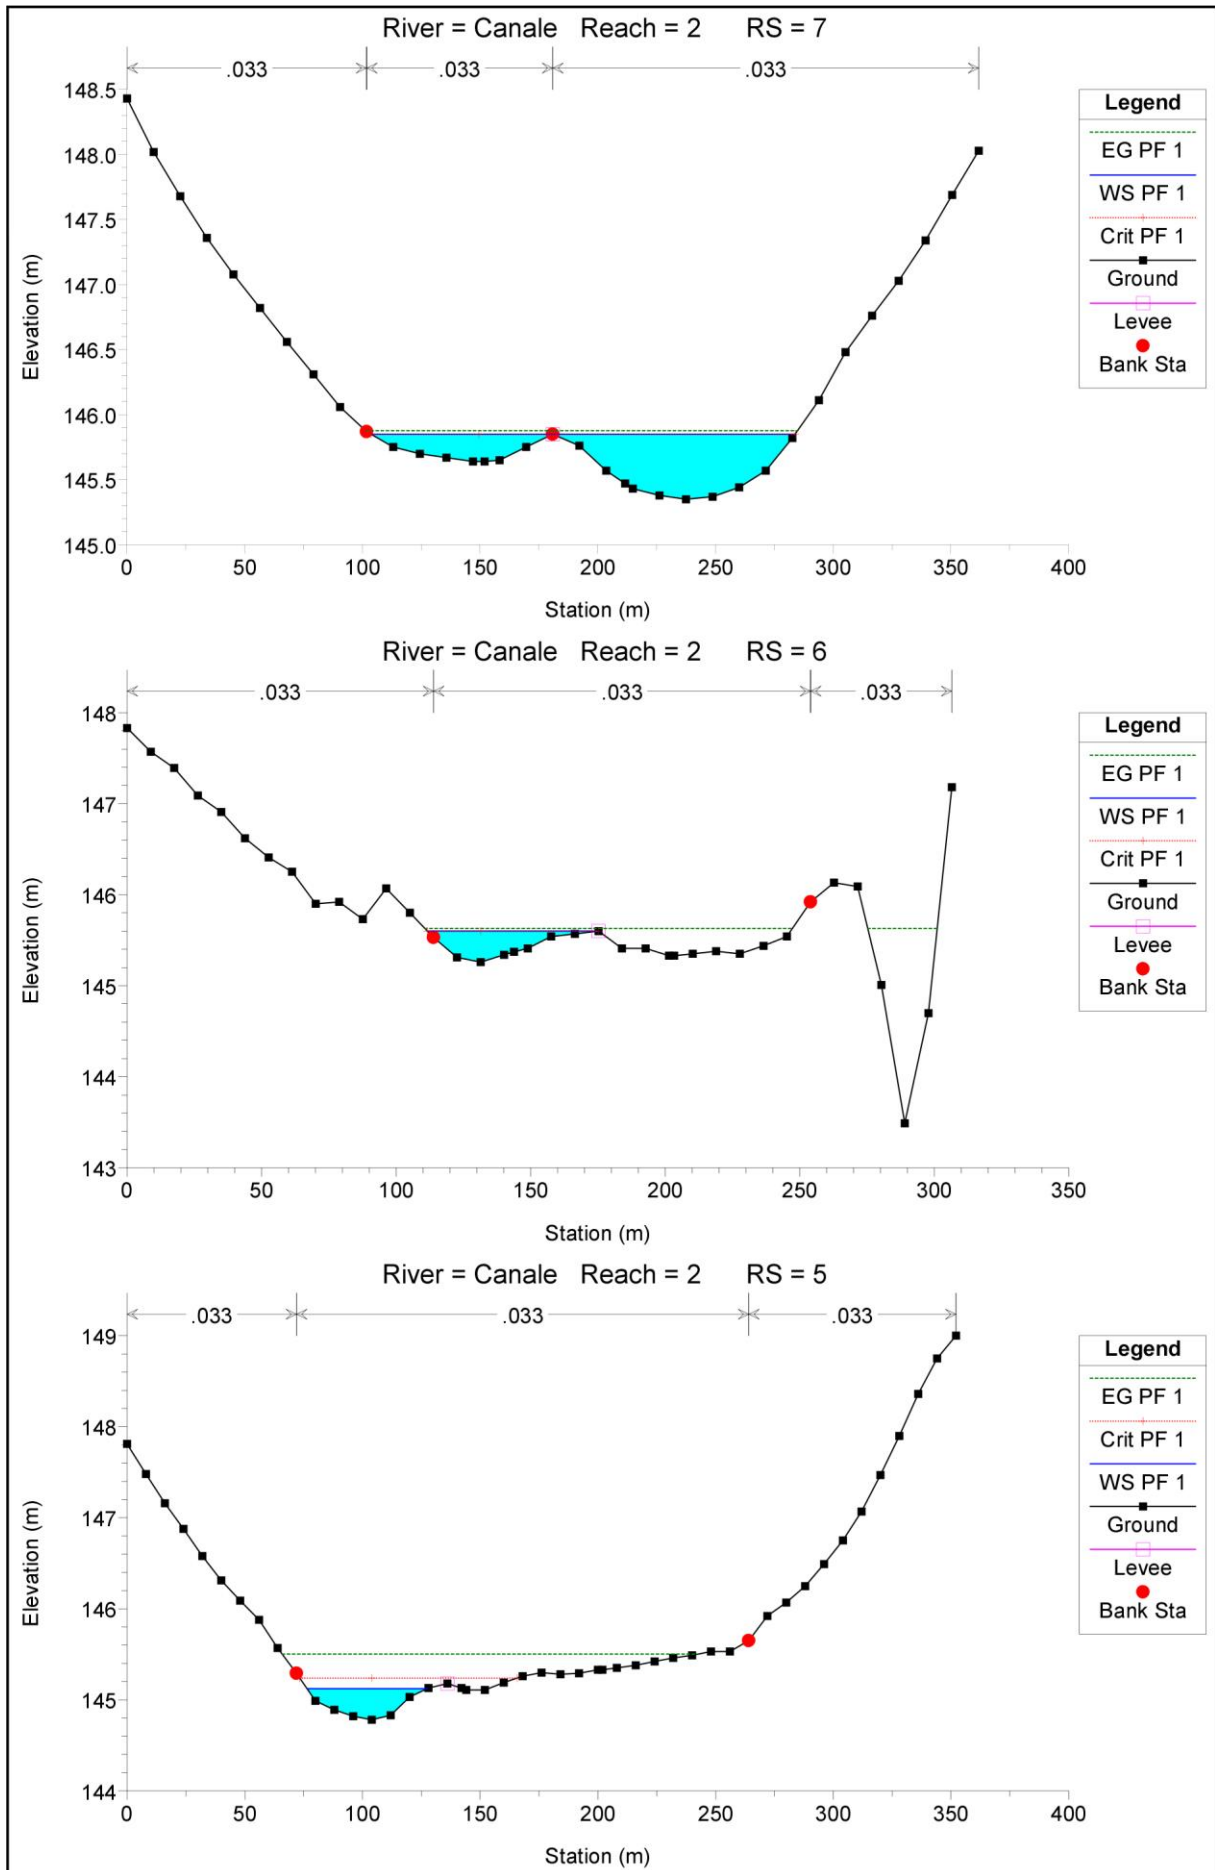 River = Canale Reach = 2 RS = 7
.033 .033 .033
148.5
148.0
147.5
147.0
146.5
146.0
145.5
145.0
Elevation (m)
0 50 100 150 200 250 300 350 400
Station (m)
Legend
EG PF 1
WS PF 1
Crit PF 1
Ground
Levee
Bank Sta
River = Canale Reach = 2 RS = 6
.033 .033 .033
148
147
146
145
144
143
Elevation (m)
0 50 100 150 200 250 300 350
Station (m)
Legend
EG PF 1
WS PF 1
Crit PF 1
Ground
Levee
Bank Sta
River = Canale Reach = 2 RS = 5
.033 .033 .033
149
148
147
146
145
144
Elevation (m)
0 50 100 150 200 250 300 350 400
Station (m)
Legend
EG PF 1
Crit PF 1
WS PF 1
Ground
Levee
Bank Sta